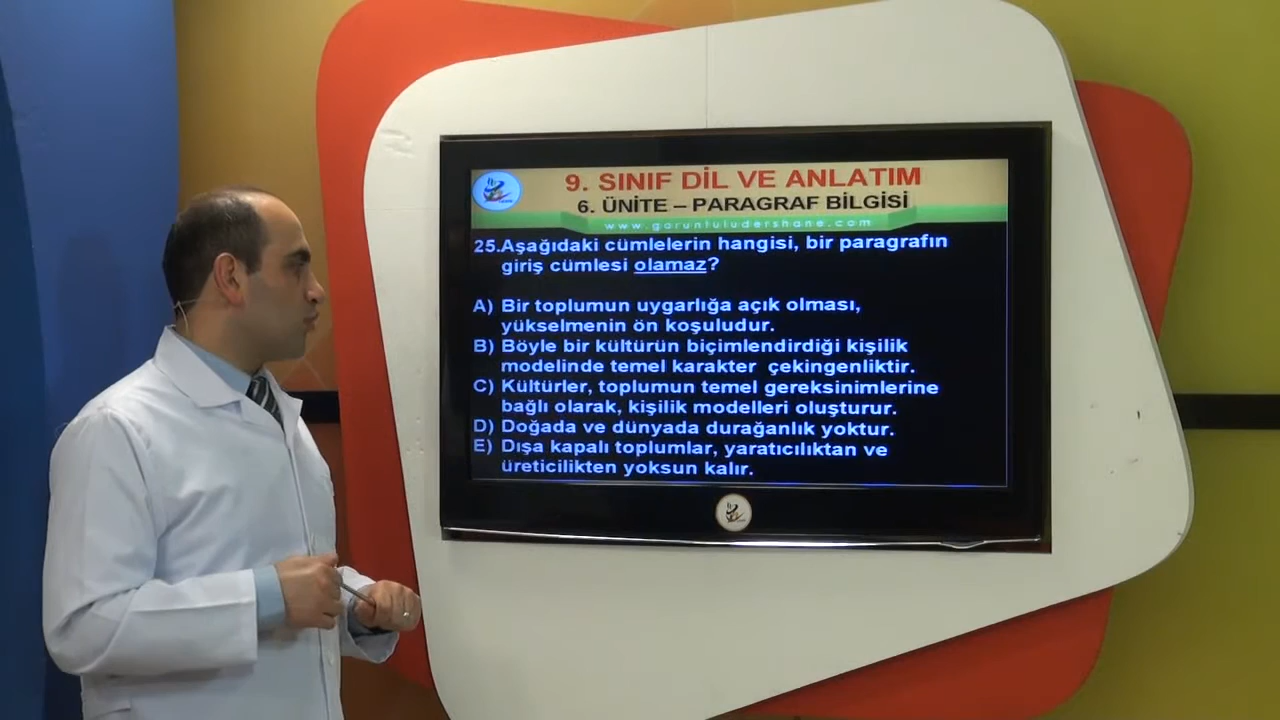 9. SINIF DİL VE ANLATIM
6. ÜNİTE – PARAGRAF BİLGİSİ
www.goruntuludershane.com
25.Aşağıdaki cümlelerin hangisi, bir paragrafın
giriş cümlesi olamaz?
A) Bir toplumun uygarlığa açık olması,
yükselmenin ön koşuludur.
B) Böyle bir kültürün biçimlendirdiği kişilik
modelinde temel karakter çekingenliktir.
C) Kültürler, toplumun temel gereksinimlerine
bağlı olarak, kişilik modelleri oluşturur.
D) Doğada ve dünyada durağanlık yoktur.
E) Dışa kapalı toplumlar, yaratıcılıktan ve
üreticilikten yoksun kalır.